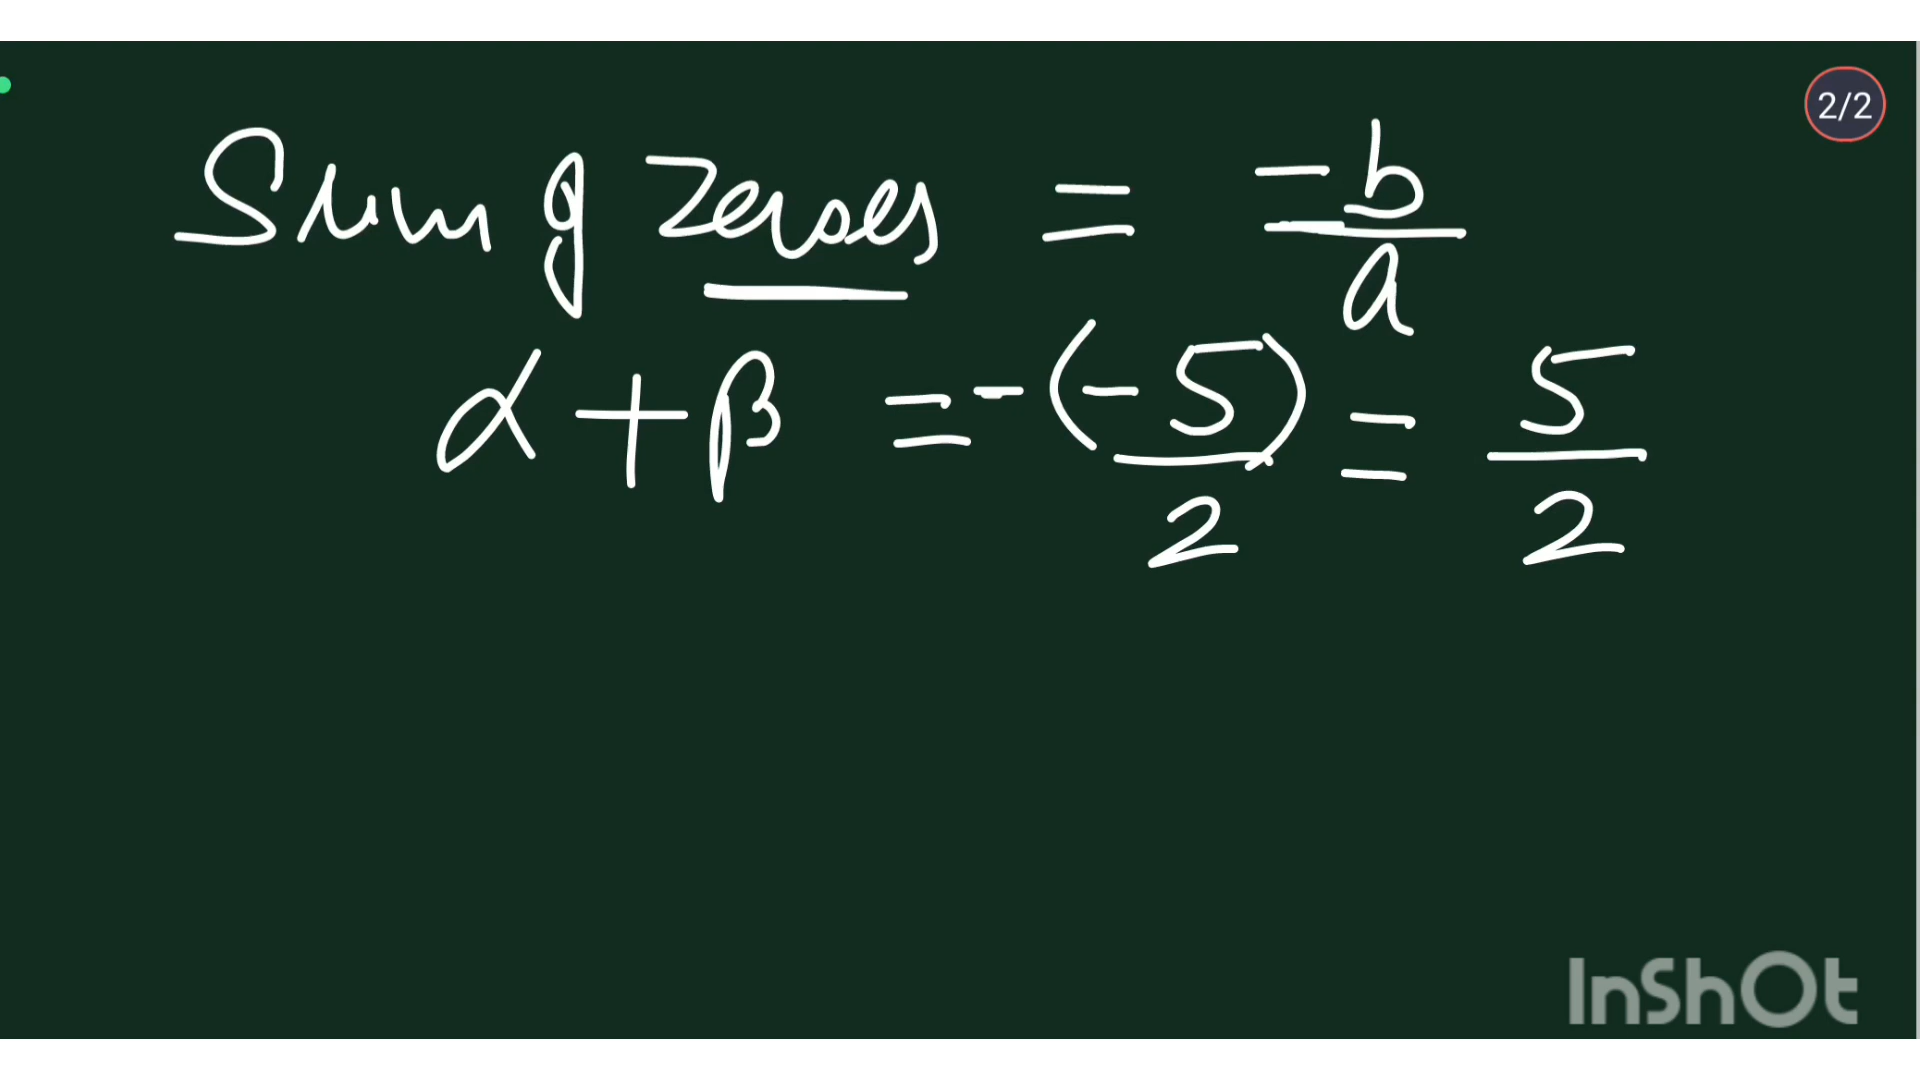 2/2
Sum of zeroes = -b/a
α + β = -(-5)/2 = 5/2
InShOt